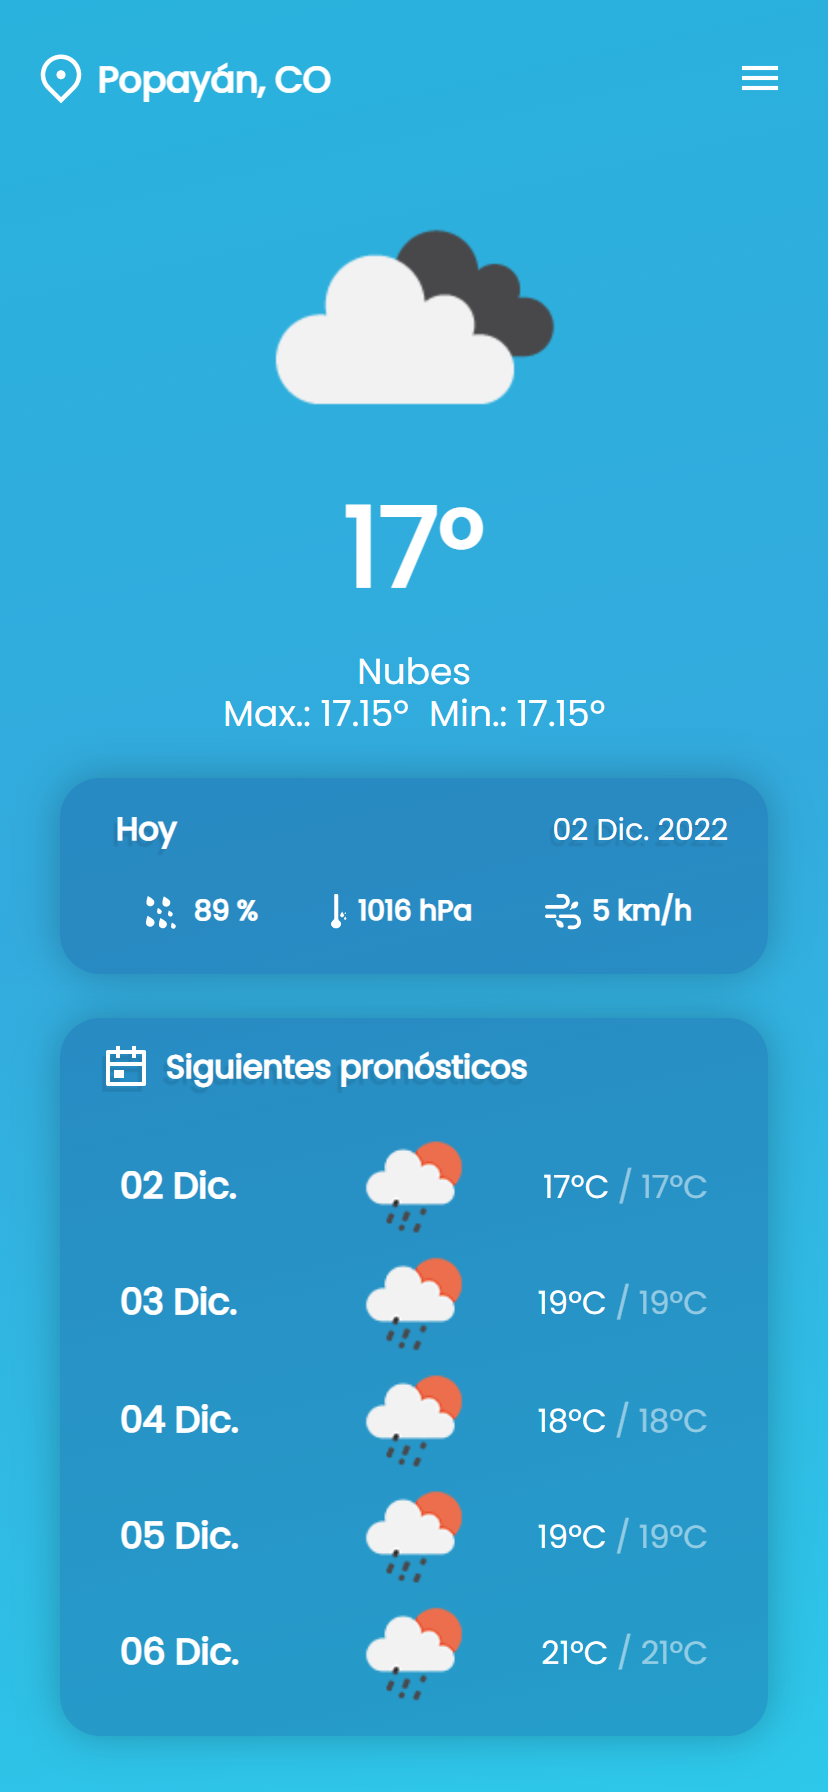 Popayán, CO
17°
Nubes
Max.: 17.15° Min.: 17.15°
Hoy 02 Dic. 2022
89 % 1016 hPa 5 km/h
Siguientes pronósticos
02 Dic. 17°C / 17°C
03 Dic. 19°C / 19°C
04 Dic. 18°C / 18°C
05 Dic. 19°C / 19°C
06 Dic. 21°C / 21°C